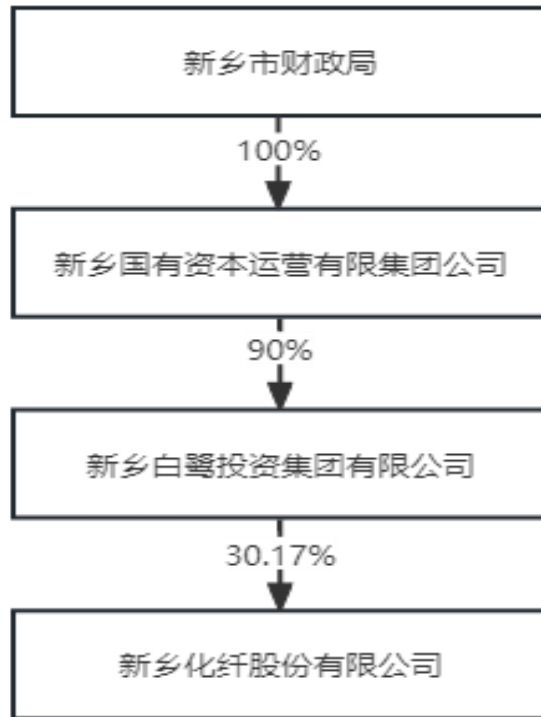 新乡市财政局
100%
新乡国有资本运营有限集团公司
90%
新乡白鹭投资集团有限公司
30.17%
新乡化纤股份有限公司